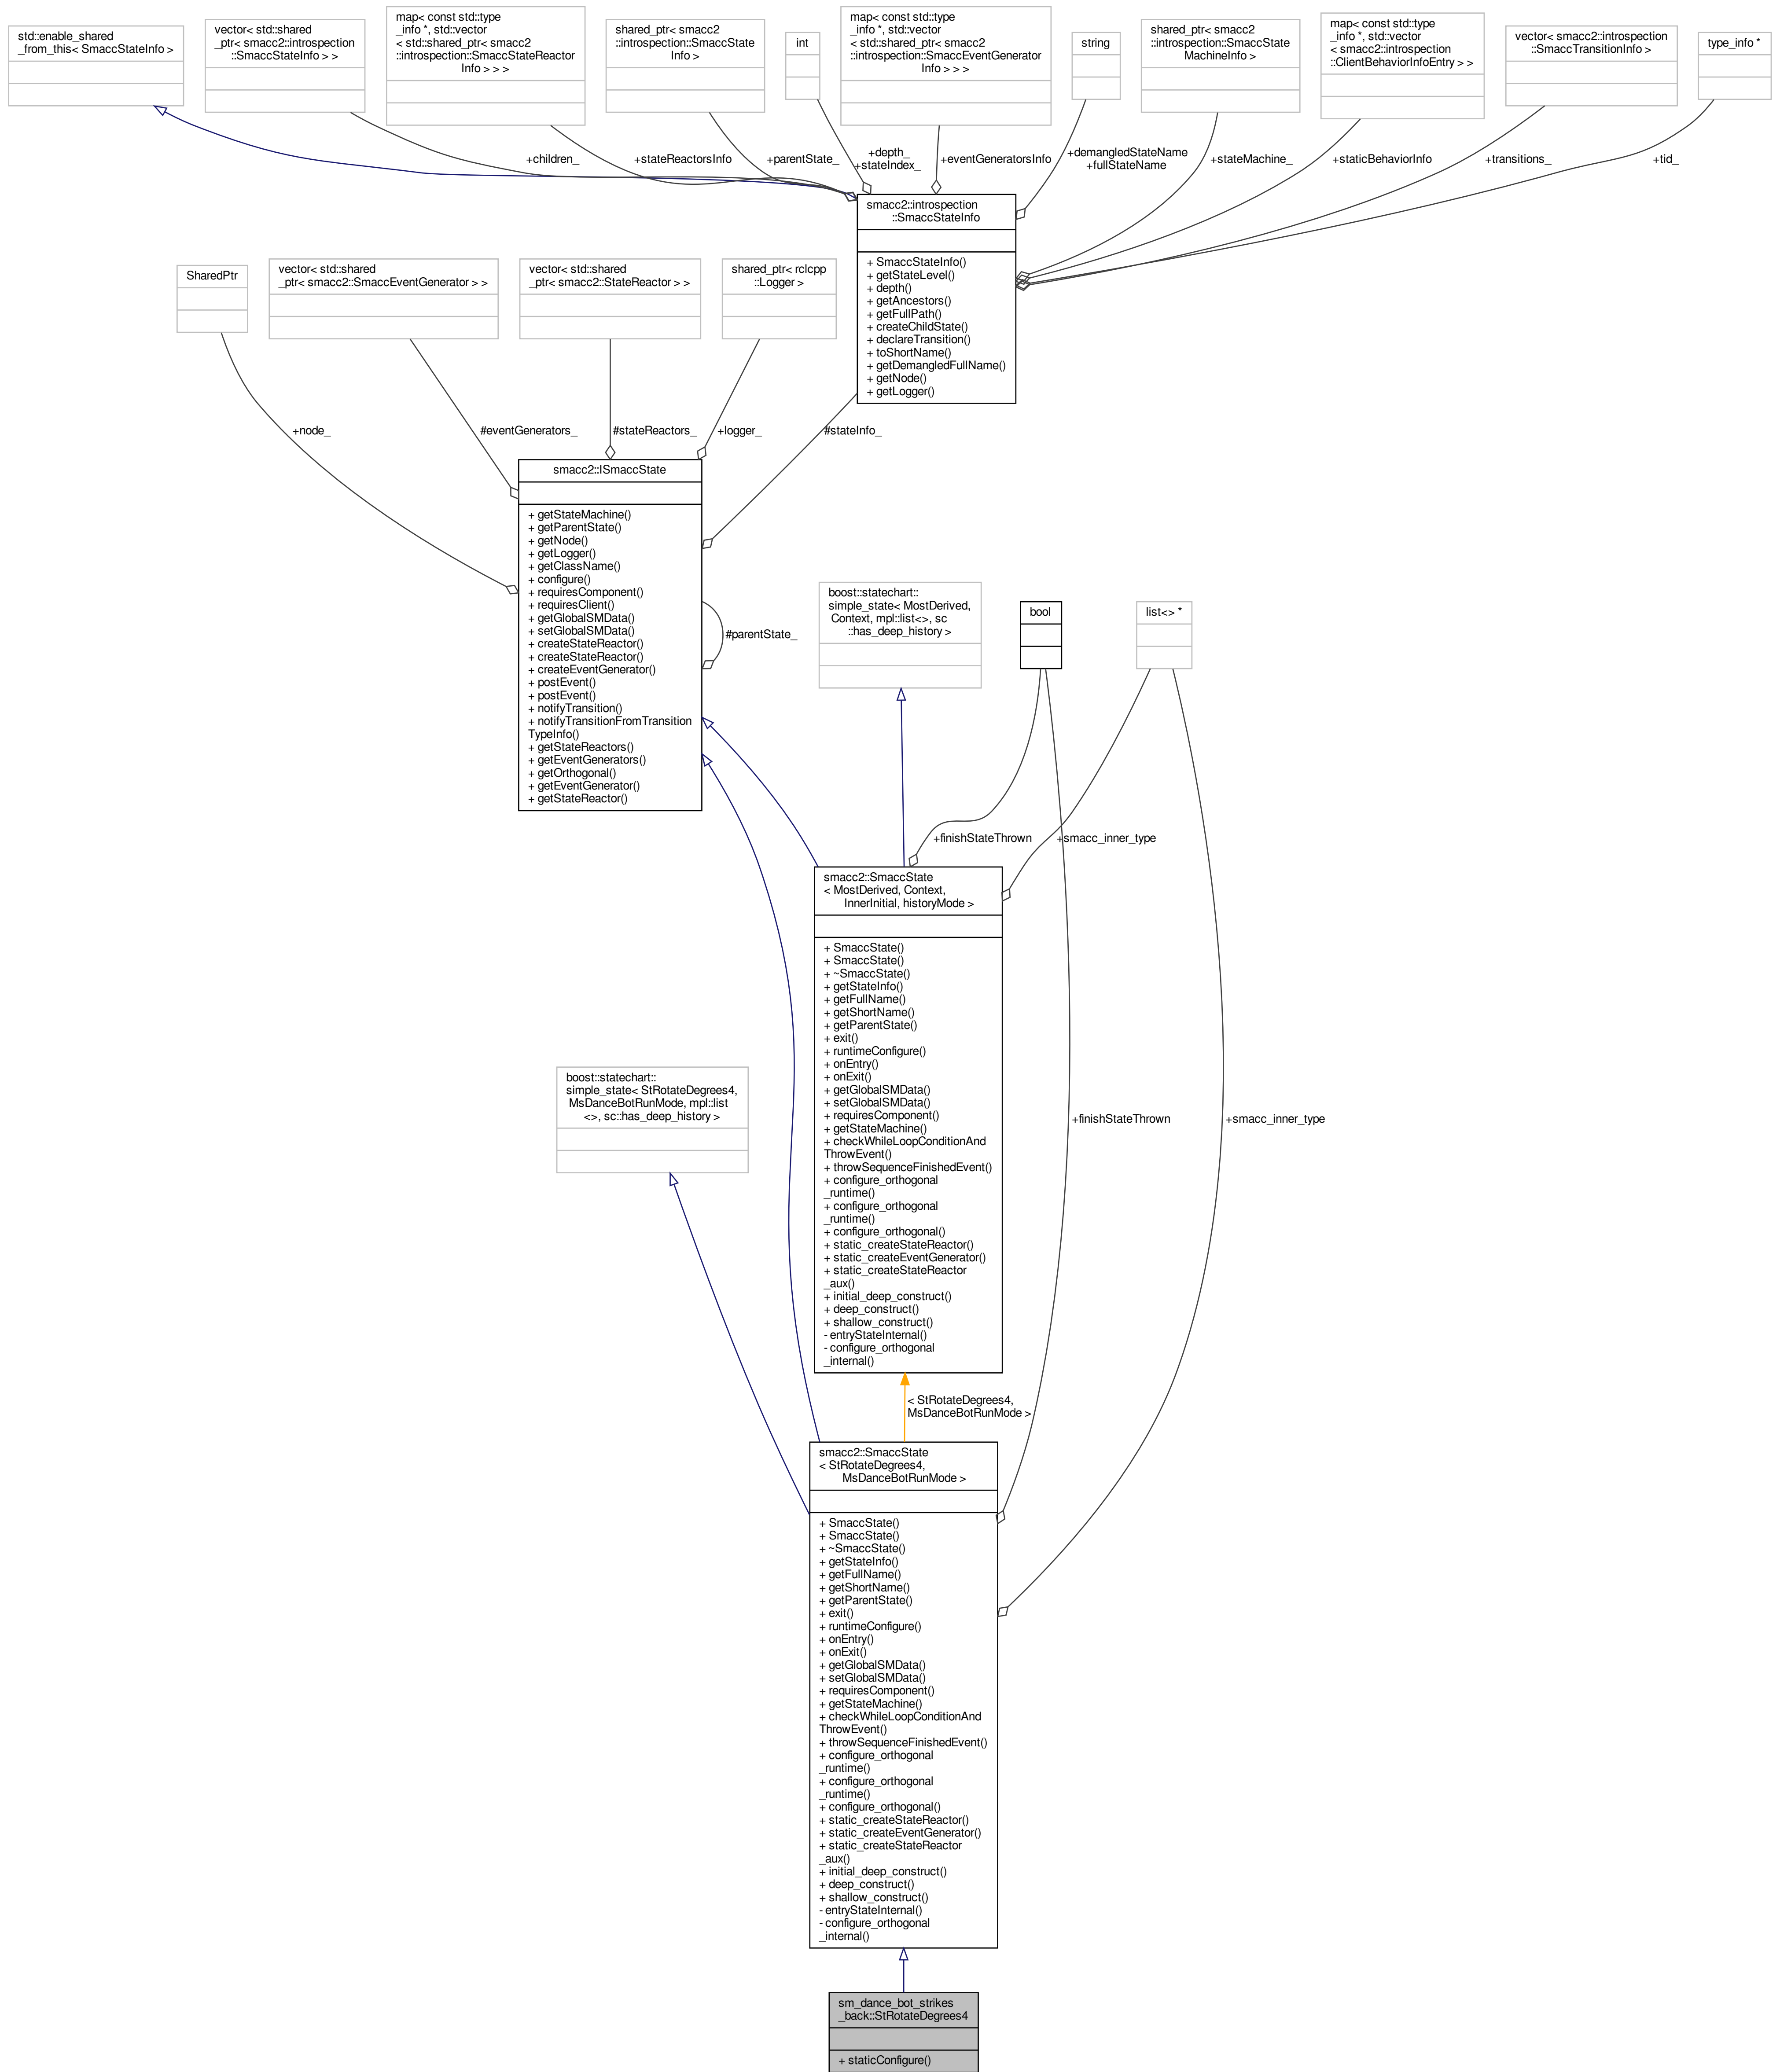 std::enable_shared
_from_this< SmaccStateInfo >
vector< std::shared
_ptr< smacc2::introspection
::SmaccStateInfo > >
map< const std::type
_info *, std::vector
< std::shared_ptr< smacc2
::introspection::SmaccStateReactor
Info > > >
shared_ptr< smacc2
::introspection::SmaccState
Info >
int
map< const std::type
_info *, std::vector
< std::shared_ptr< smacc2
::introspection::SmaccEventGenerator
Info > > >
string
shared_ptr< smacc2
::introspection::SmaccState
MachineInfo >
map< const std::type
_info *, std::vector
< smacc2::introspection
::ClientBehaviorInfoEntry > >
vector< smacc2::introspection
::SmaccTransitionInfo >
type_info *
+children_
+stateReactorsInfo
+parentState_
+depth_
+stateIndex_
+eventGeneratorsInfo
+demangledStateName
+fullStateName
+stateMachine_
+staticBehaviorInfo
+transitions_
+tid_
smacc2::introspection
::SmaccStateInfo
+ SmaccStateInfo()
+ getStateLevel()
+ depth()
+ getAncestors()
+ getFullPath()
+ createChildState()
+ declareTransition()
+ toShortName()
+ getDemangledFullName()
+ getNode()
+ getLogger()
SharedPtr
vector< std::shared
_ptr< smacc2::SmaccEventGenerator > >
vector< std::shared
_ptr< smacc2::StateReactor > >
shared_ptr< rclcpp
::Logger >
+node_
#eventGenerators_
#stateReactors_
+logger_
#stateInfo_
smacc2::ISmaccState
+ getStateMachine()
+ getParentState()
+ getNode()
+ getLogger()
+ getClassName()
+ configure()
+ requiresComponent()
+ requiresClient()
+ getGlobalSMData()
+ setGlobalSMData()
+ createStateReactor()
+ createStateReactor()
+ createEventGenerator()
+ postEvent()
+ postEvent()
+ notifyTransition()
+ notifyTransitionFromTransition
TypeInfo()
+ getStateReactors()
+ getEventGenerators()
+ getOrthogonal()
+ getEventGenerator()
+ getStateReactor()
#parentState_
boost::statechart::
simple_state< MostDerived,
Context, mpl::list<>, sc
::has_deep_history >
bool
list<> *
+finishStateThrown
+smacc_inner_type
smacc2::SmaccState
< MostDerived, Context,
InnerInitial, historyMode >
+ SmaccState()
+ SmaccState()
+ ~SmaccState()
+ getStateInfo()
+ getFullName()
+ getShortName()
+ getParentState()
+ exit()
+ runtimeConfigure()
+ onEntry()
+ onExit()
+ getGlobalSMData()
+ setGlobalSMData()
+ requiresComponent()
+ getStateMachine()
+ checkWhileLoopConditionAnd
ThrowEvent()
+ throwSequenceFinishedEvent()
+ configure_orthogonal
_runtime()
+ configure_orthogonal
_runtime()
+ configure_orthogonal()
+ static_createStateReactor()
+ static_createEventGenerator()
+ static_createStateReactor
_aux()
+ initial_deep_construct()
+ deep_construct()
+ shallow_construct()
- entryStateInternal()
- configure_orthogonal
_internal()
boost::statechart::
simple_state< StRotateDegrees4,
MsDanceBotRunMode, mpl::list
<>, sc::has_deep_history >
+finishStateThrown
+smacc_inner_type
< StRotateDegrees4,
MsDanceBotRunMode >
smacc2::SmaccState
< StRotateDegrees4,
MsDanceBotRunMode >
+ SmaccState()
+ SmaccState()
+ ~SmaccState()
+ getStateInfo()
+ getFullName()
+ getShortName()
+ getParentState()
+ exit()
+ runtimeConfigure()
+ onEntry()
+ onExit()
+ getGlobalSMData()
+ setGlobalSMData()
+ requiresComponent()
+ getStateMachine()
+ checkWhileLoopConditionAnd
ThrowEvent()
+ throwSequenceFinishedEvent()
+ configure_orthogonal
_runtime()
+ configure_orthogonal
_runtime()
+ configure_orthogonal()
+ static_createStateReactor()
+ static_createEventGenerator()
+ static_createStateReactor
_aux()
+ initial_deep_construct()
+ deep_construct()
+ shallow_construct()
- entryStateInternal()
- configure_orthogonal
_internal()
sm_dance_bot_strikes
_back::StRotateDegrees4
+ staticConfigure()